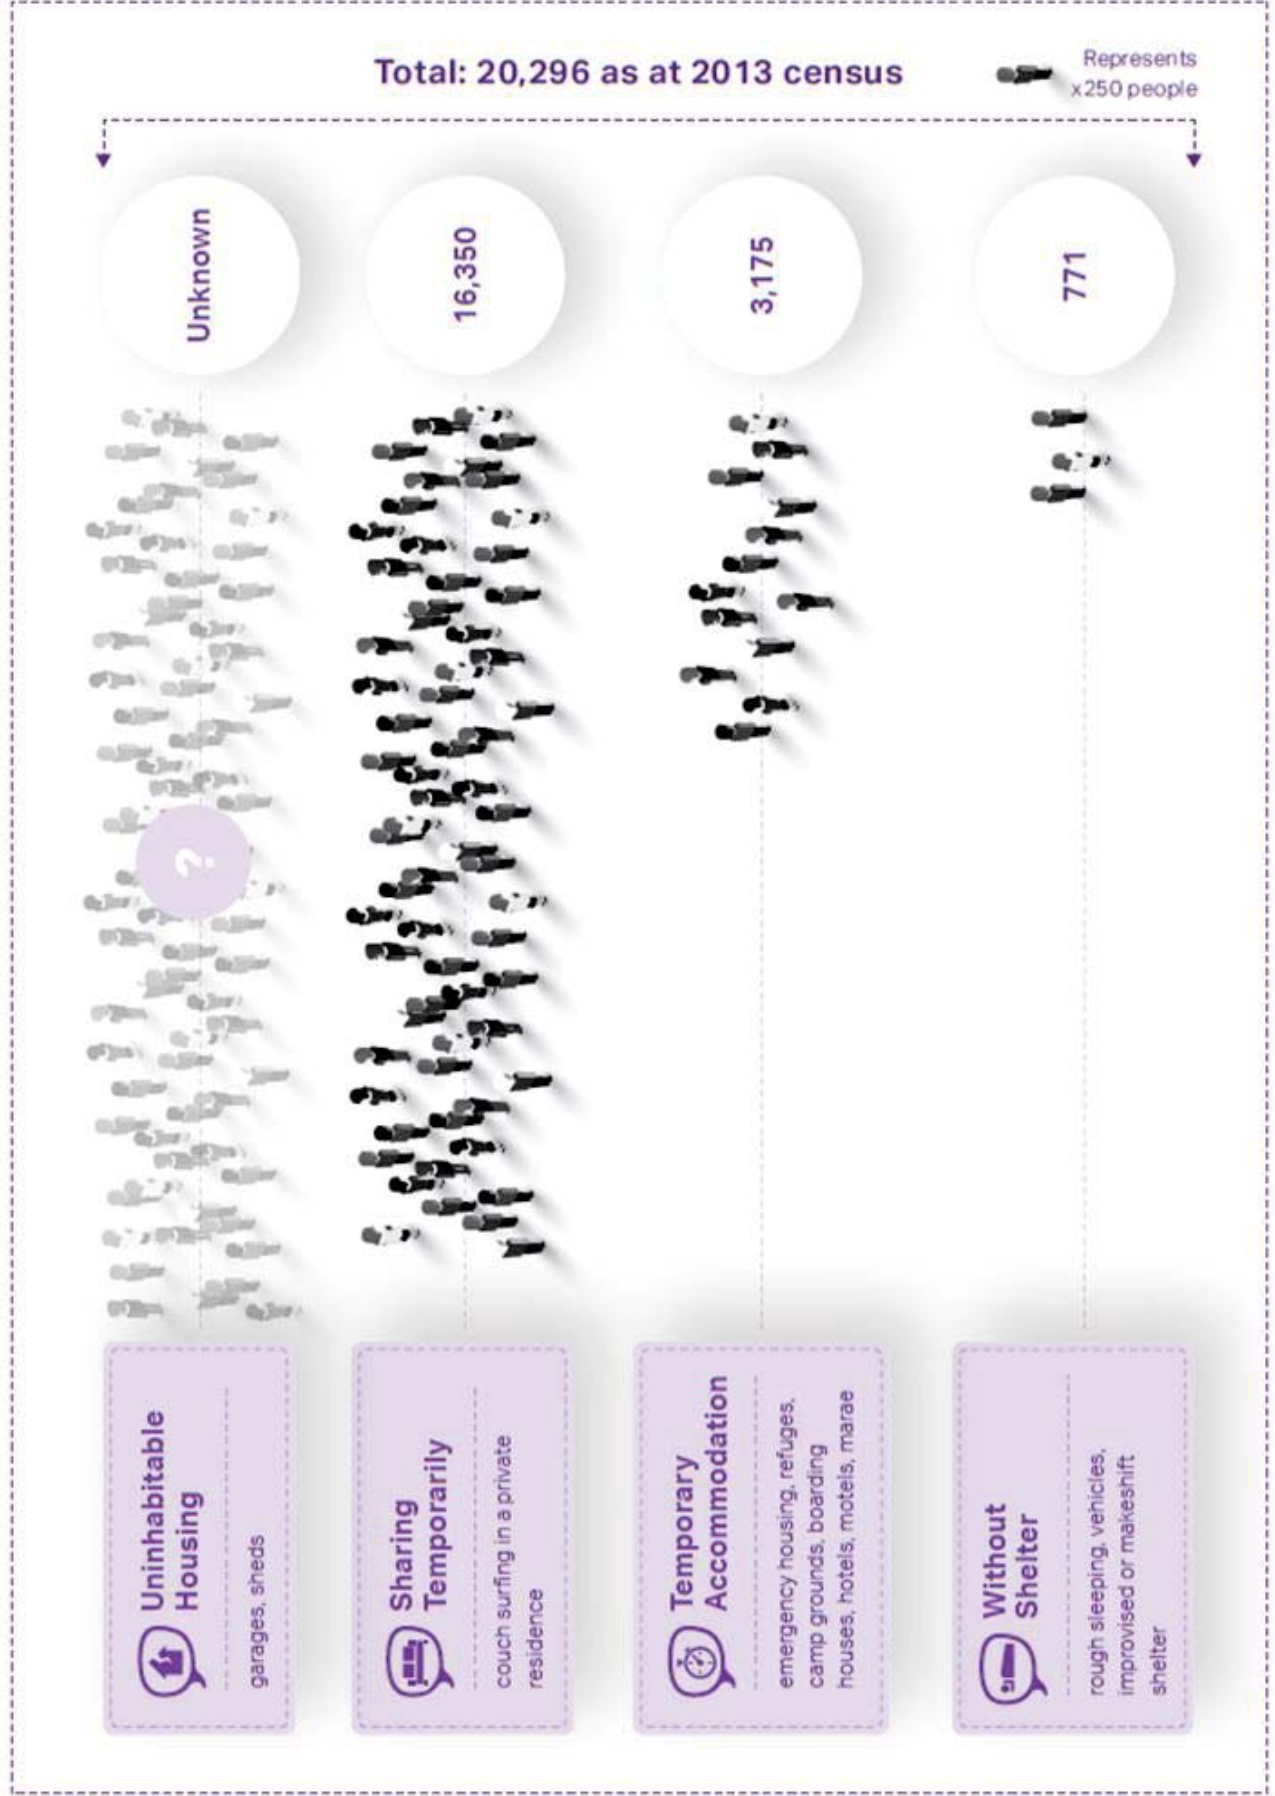 Total: 20,296 as at 2013 census
Represents
x250 people
Unknown
16,350
3,175
771
?
Uninhabitable
Housing
garages, sheds
Sharing
Temporarily
couch surfing in a private
residence
Temporary
Accommodation
emergency housing, refuges,
camp grounds, boarding
houses, hotels, motels, marae
Without
Shelter
rough sleeping, vehicles,
improvised or makeshift
shelter